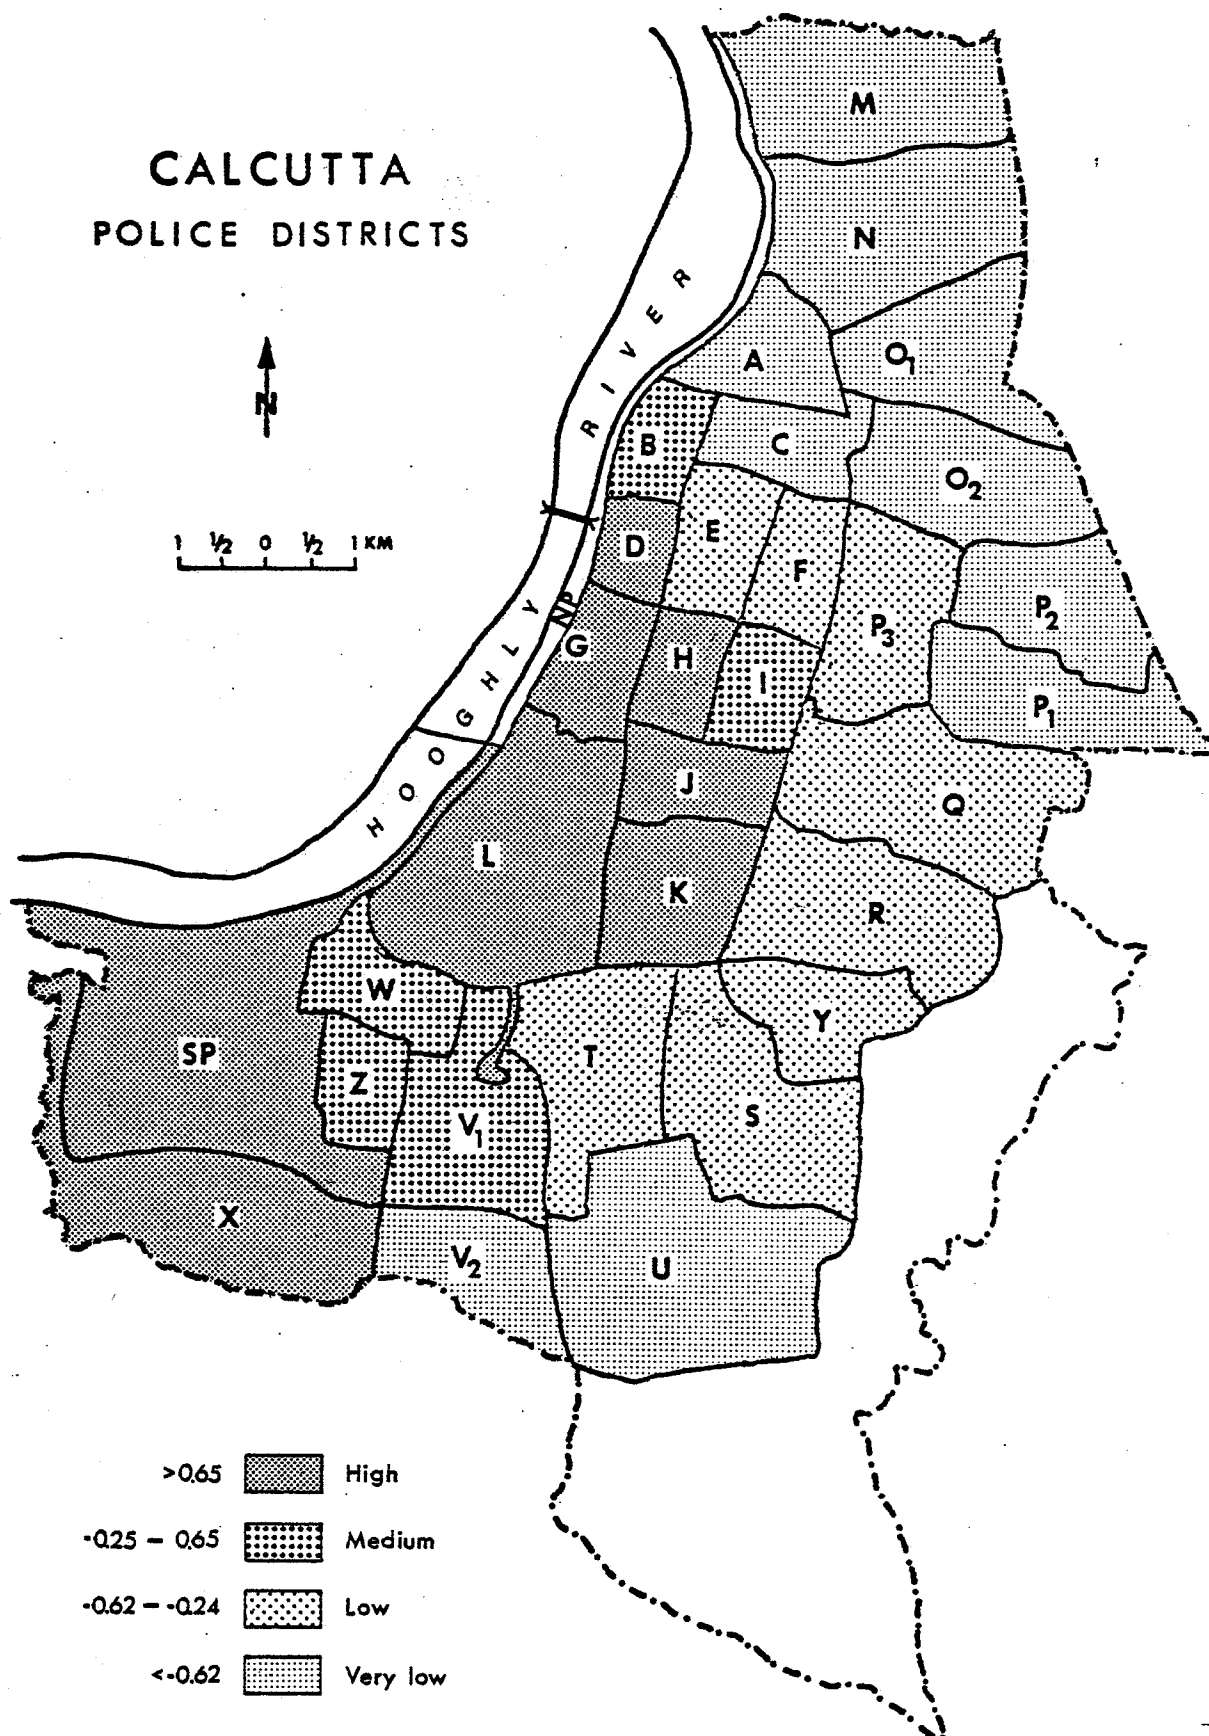 CALCUTTA
POLICE DISTRICTS
N
1 ½ 0 ½ 1 KM
HOOGHLY RIVER
M
N
A
O1
B
C
O2
D
E
F
NP
G
H
I
P3
P2
P1
J
Q
L
K
R
W
SP
Z
T
Y
V1
S
X
V2
U
>0.65 High
-0.25 – 0.65 Medium
-0.62 – -0.24 Low
<-0.62 Very low